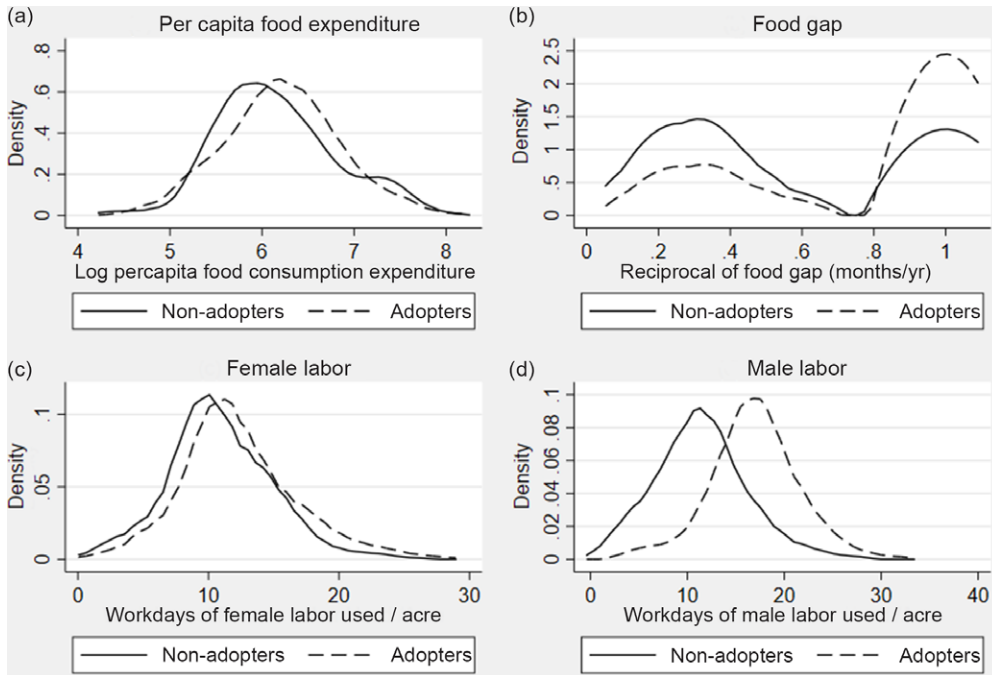 (a)
Per capita food expenditure
Density
.8
.6
.4
.2
0
4 5 6 7 8
Log percapita food consumption expenditure
Non-adopters Adopters
(b)
Food gap
Density
2.5
2
1.5
1
.5
0
0 .2 .4 .6 .8 1
Reciprocal of food gap (months/yr)
Non-adopters Adopters
(c)
Female labor
Density
.1
.05
0
0 10 20 30
Workdays of female labor used / acre
Non-adopters Adopters
(d)
Male labor
Density
.1
.08
.06
.04
.02
0
0 10 20 30 40
Workdays of male labor used / acre
Non-adopters Adopters